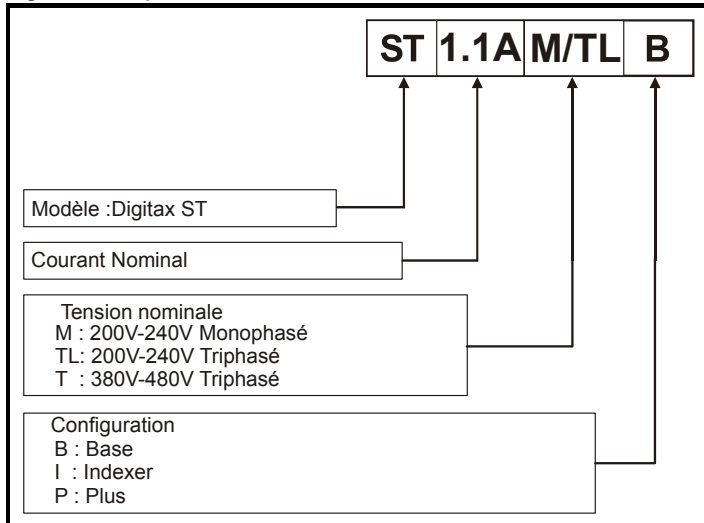 ST 1.1A M/TL B
Modèle :Digitax ST
Courant Nominal
Tension nominale
M : 200V-240V Monophasé
TL: 200V-240V Triphasé
T : 380V-480V Triphasé
Configuration
B : Base
I : Indexer
P : Plus